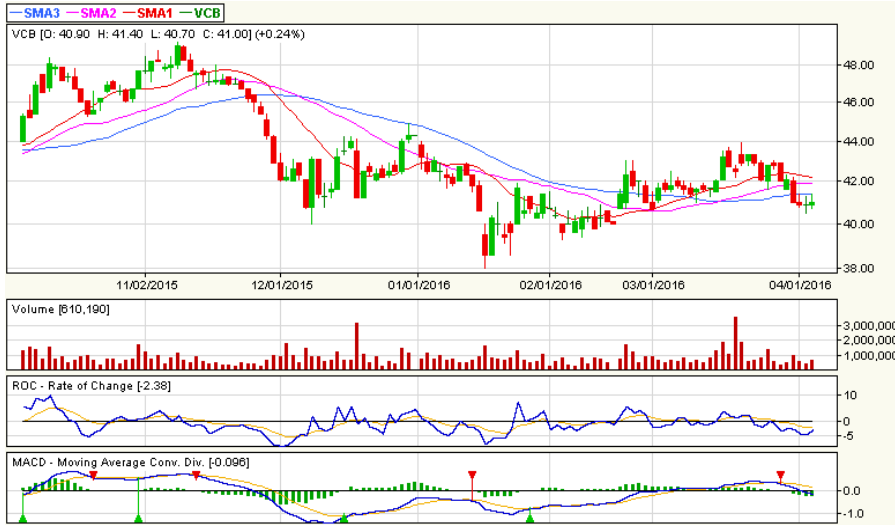 SMA3 SMA2 SMA1 VCB
VCB [O: 40.90 H: 41.40 L: 40.70 C: 41.00] (+0.24%)
48.00
46.00
44.00
42.00
40.00
38.00
11/02/2015 12/01/2015 01/01/2016 02/01/2016 03/01/2016 04/01/2016
Volume [610,190]
3,000,000
2,000,000
1,000,000
ROC - Rate of Change [-2.38]
10
0
-5
MACD - Moving Average Conv. Div. [-0.096]
0.0
-1.0